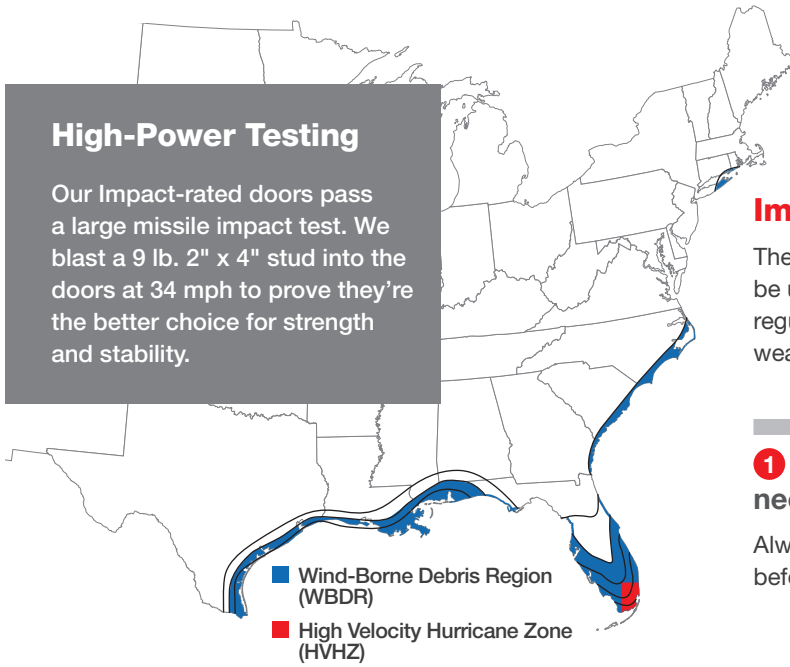 High-Power Testing
Our Impact-rated doors pass
a large missile impact test. We
blast a 9 lb. 2" x 4" stud into the
doors at 34 mph to prove they're
the better choice for strength
and stability.
Wind-Borne Debris Region
(WBDR)
High Velocity Hurricane Zone
(HVHZ)
The
1